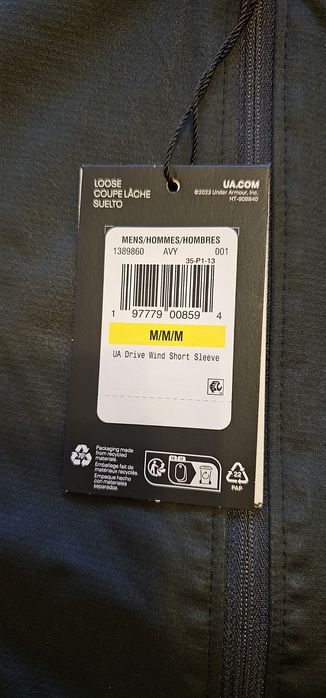 LOOSE
COUPE LÂCHE
SUELTO
UA.COM
©2023 Under Armour, Inc.
HT-908840
MENS/HOMMES/HOMBRES
1389860 AVY 001
35-P1-13
1 97779 00859 4
M/M/M
UA Drive Wind Short Sleeve
Packaging made
from recycled
materials.
Emballage fait de
matériaux recyclés.
Empaque hecho
con materiales
separados.
22
PAP